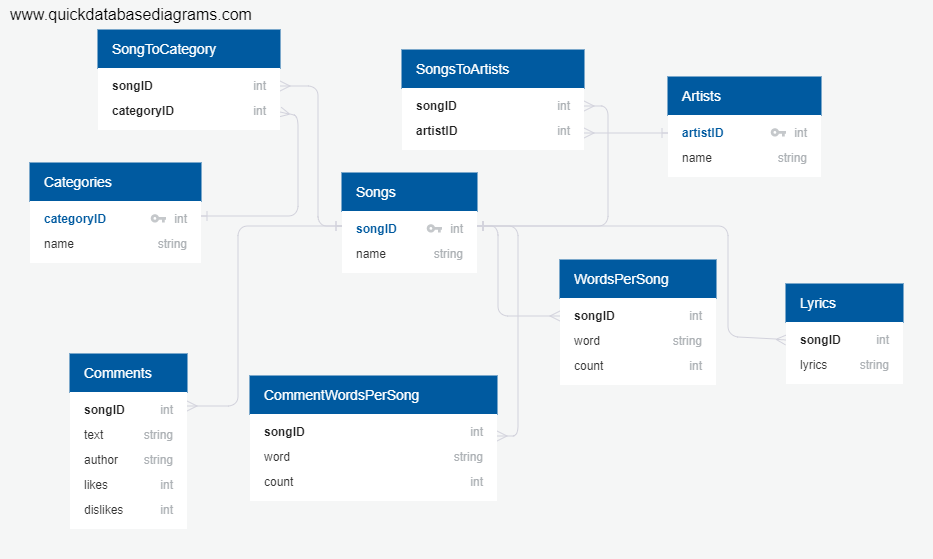 www.quickdatabasediagrams.com
SongToCategory
songID int
categoryID int
SongsToArtists
songID int
artistID int
Artists
artistID int
name string
Categories
categoryID int
name string
Songs
songID int
name string
WordsPerSong
songID int
word string
count int
Lyrics
songID int
lyrics string
Comments
songID int
text string
author string
likes int
dislikes int
CommentWordsPerSong
songID int
word string
count int